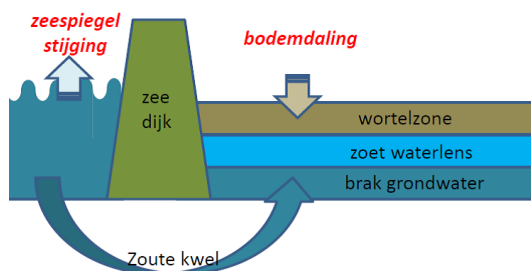 zeespiegel
stijging
bodemdaling
zee
dijk
wortelzone
zoet waterlens
brak grondwater
Zoute kwel